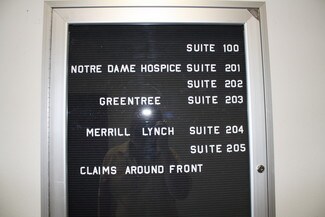 SUITE 100
NOTRE DAME HOSPICE SUITE 201
SUITE 202
GREENTREE SUITE 203
MERRILL LYNCH SUITE 204
SUITE 205
CLAIMS AROUND FRONT